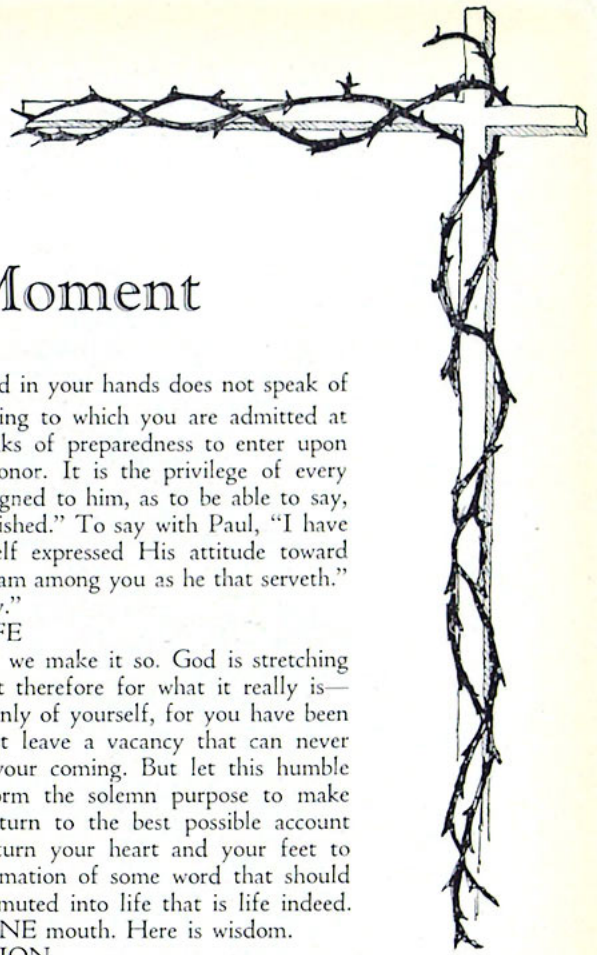 Moment
d in your hands does not speak of
ing to which you are admitted at
ks of preparedness to enter upon
onor. It is the privilege of every
gned to him, as to be able to say,
ished.” To say with Paul, “I have
elf expressed His attitude toward
am among you as he that serveth.”
y.”
FE
we make it so. God is stretching
t therefore for what it really is—
nly of yourself, for you have been
t leave a vacancy that can never
your coming. But let this humble
orm the solemn purpose to make
turn to the best possible account
turn your heart and your feet to
mation of some word that should
muted into life that is life indeed.
NE mouth. Here is wisdom.
ION